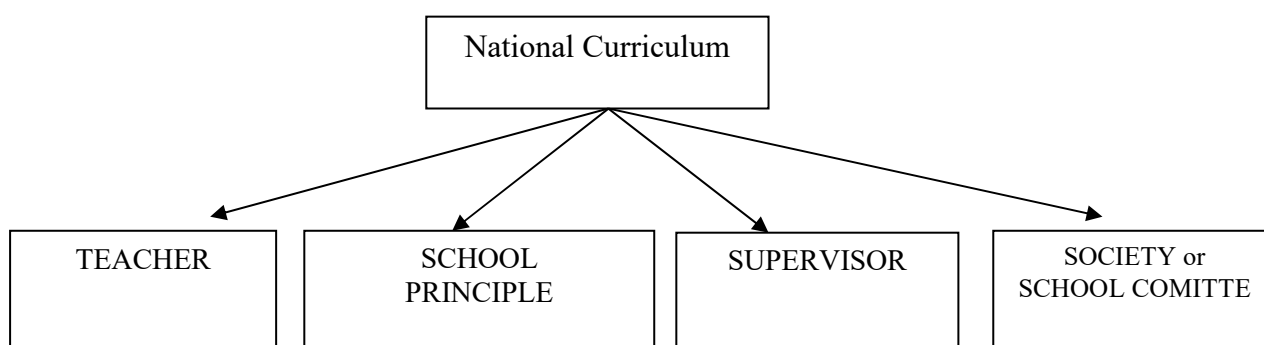 National Curriculum
TEACHER
SCHOOL
PRINCIPLE
SUPERVISOR
SOCIETY or
SCHOOL COMITTE